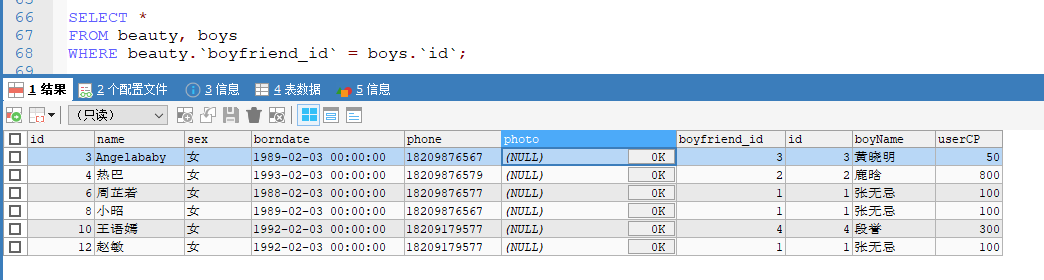 65
66 SELECT *
67 FROM beauty, boys
68 WHERE beauty.`boyfriend_id` = boys.`id`;
69
1 结果 2 个配置文件 3 信息 4 表数据 5 信息
（只读）
id name sex borndate phone photo boyfriend_id id boyName userCP
3 Angelababy 女 1989-02-03 00:00:00 18209876567 (NULL) 0K 3 3 黄晓明 50
4 热巴 女 1993-02-03 00:00:00 18209876579 (NULL) 0K 2 2 鹿晗 800
6 周芷若 女 1988-02-03 00:00:00 18209876577 (NULL) 0K 1 1 张无忌 100
8 小昭 女 1989-02-03 00:00:00 18209876567 (NULL) 0K 1 1 张无忌 100
10 王语嫣 女 1992-02-03 00:00:00 18209179577 (NULL) 0K 4 4 段誉 300
12 赵敏 女 1992-02-03 00:00:00 18209179577 (NULL) 0K 1 1 张无忌 100